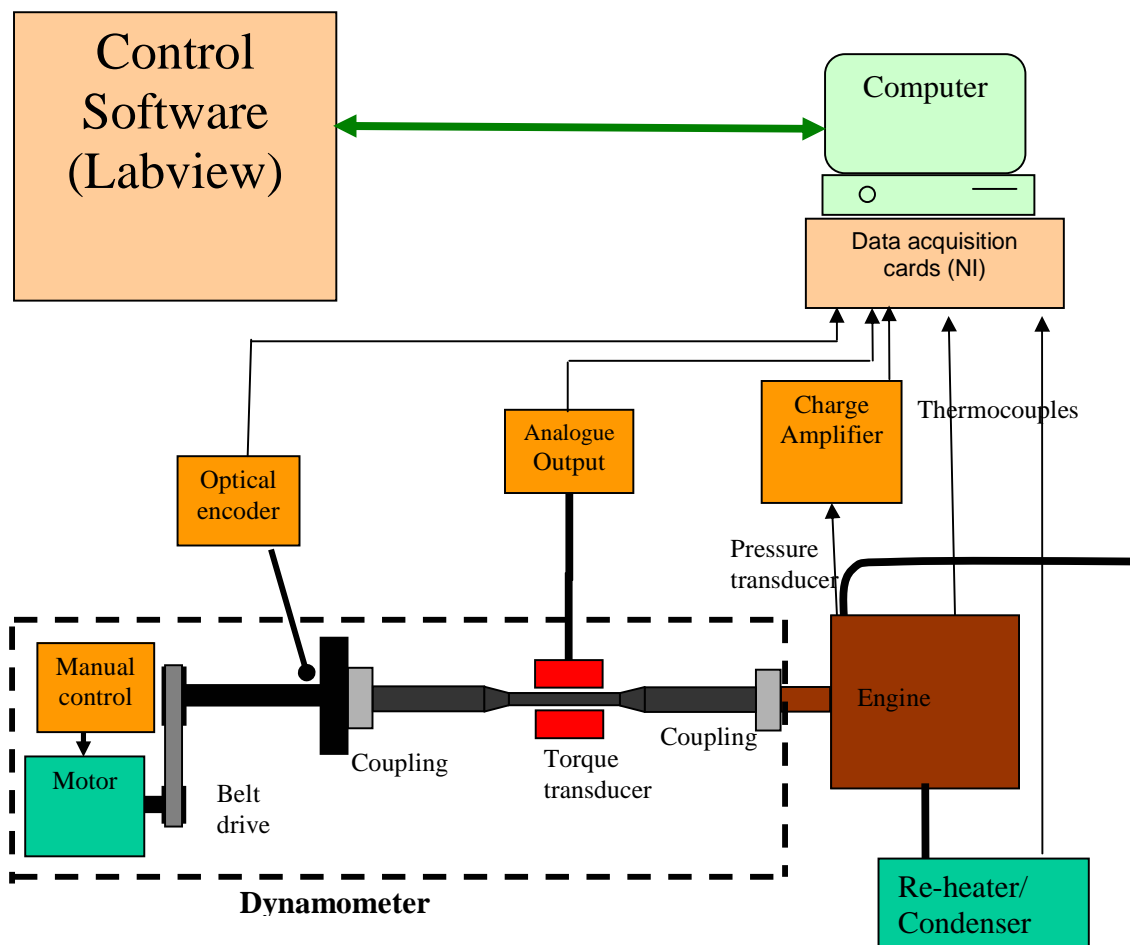 Control
Software
(Labview)
Computer
Data acquisition
cards (NI)
Optical
encoder
Analogue
Output
Charge
Amplifier
Thermocouples
Pressure
transducer
Manual
control
Motor
Belt
drive
Coupling
Torque
transducer
Coupling
Engine
Dynamometer
Re-heater/
Condenser